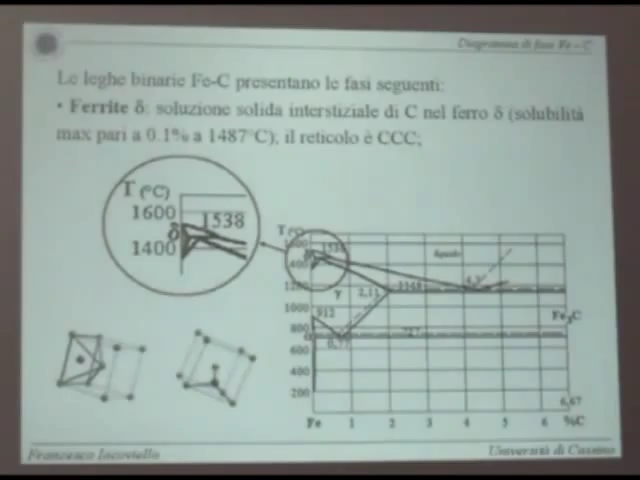 Diagramma di fase Fe-C
Le leghe binarie Fe-C presentano le fasi seguenti:
• Ferrite δ: soluzione solida interstiziale di C nel ferro δ (solubilità
max pari a 0.1% a 1487°C); il reticolo è CCC;
T (°C)
1600
1538
δ
1400
T (°C)
1600
1538
δ
1400
liquido
1200
γ
2,11
1148
4,3
1000
912
Fe3C
800
727
0,77
600
400
200
6,67
Fe
1
2
3
4
5
6
%C
Francesco Iacoviello
Università di Cassino